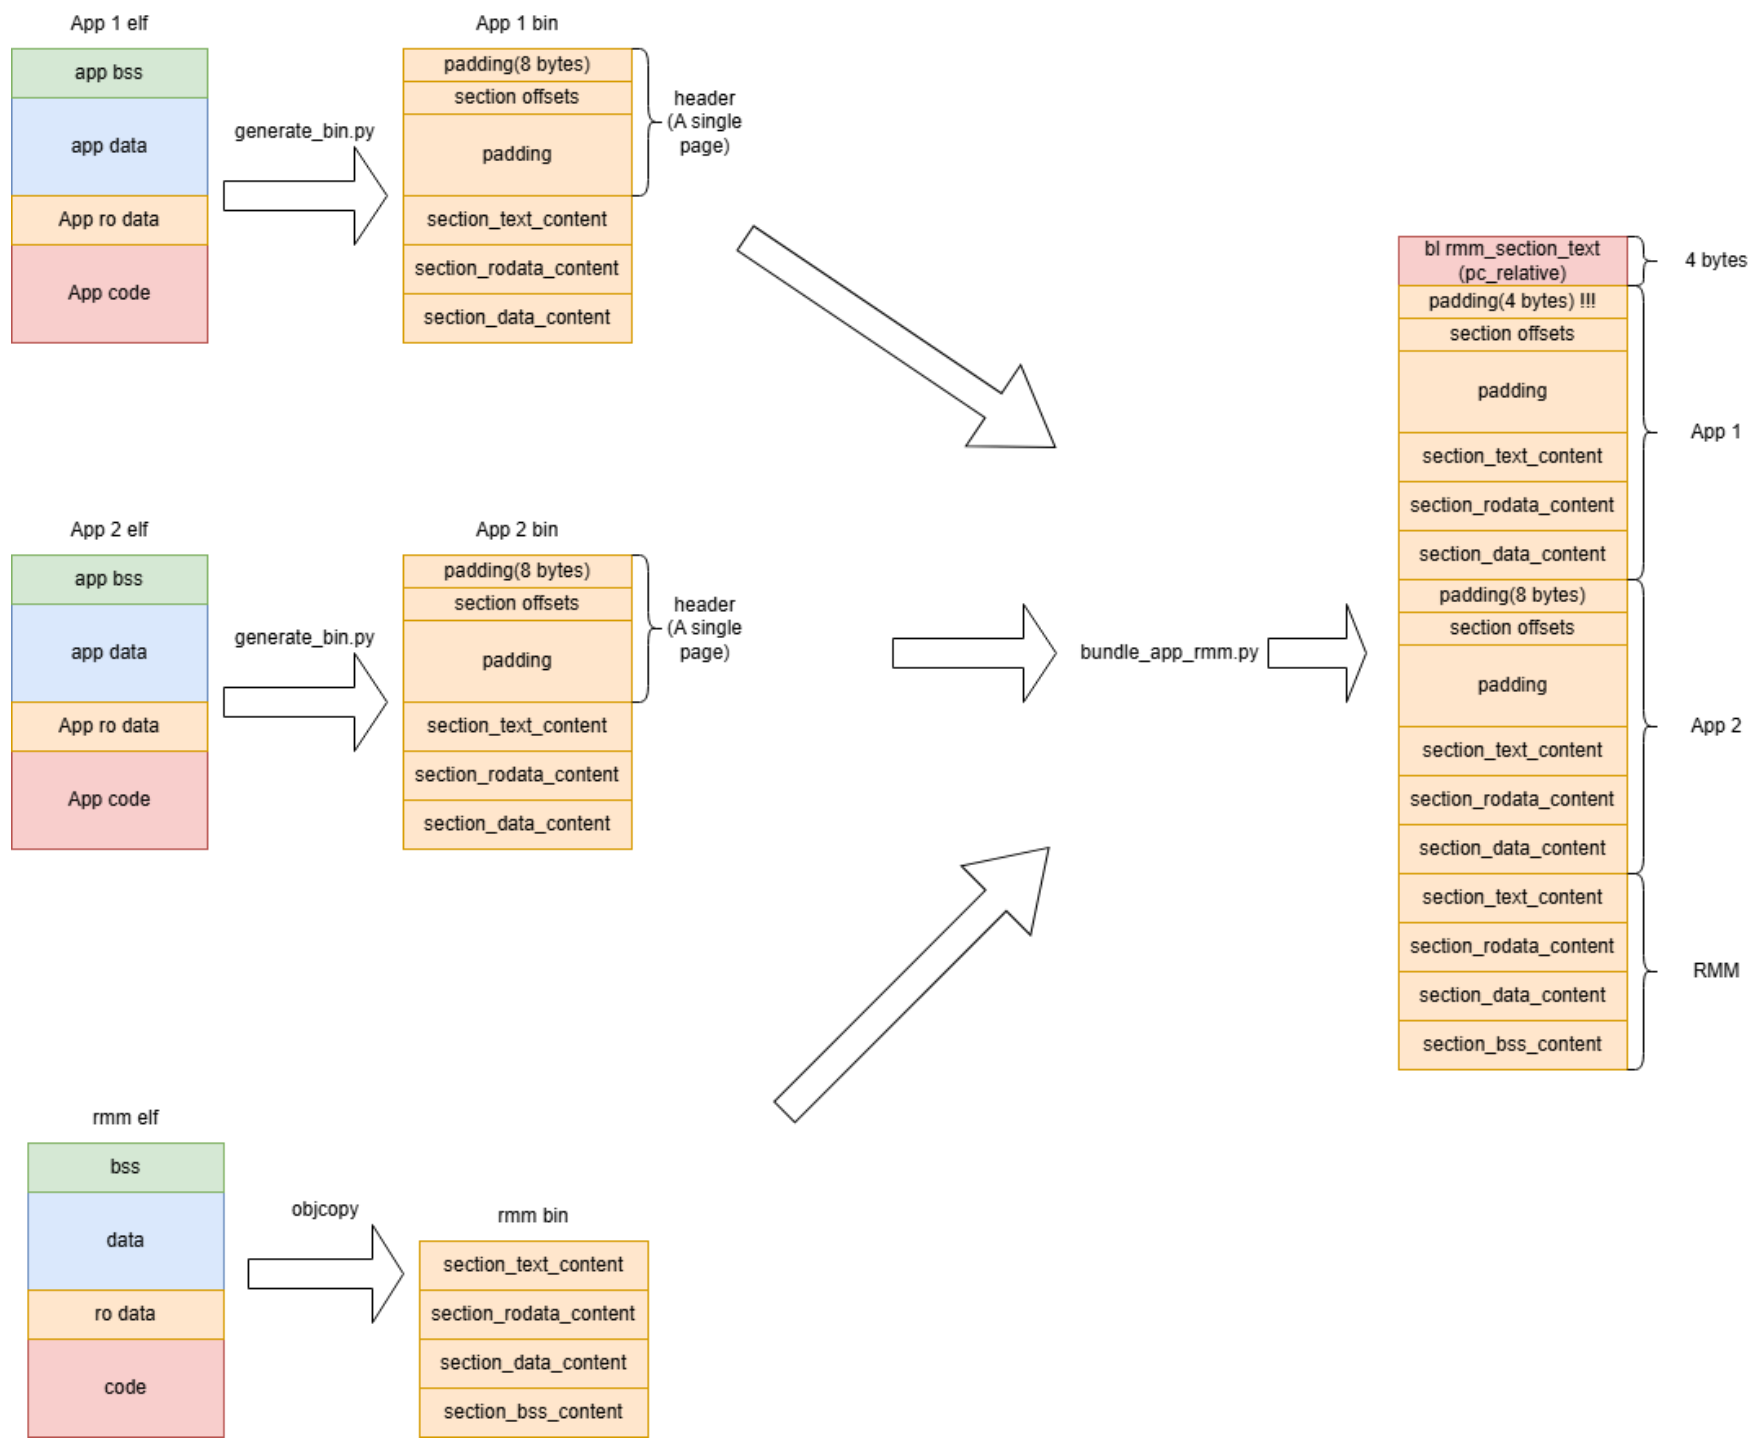 App 1 elf
app bss
app data
App ro data
App code
generate_bin.py
App 1 bin
padding(8 bytes)
section offsets
padding
section_text_content
section_rodata_content
section_data_content
header
(A single
page)
App 2 elf
app bss
app data
App ro data
App code
generate_bin.py
App 2 bin
padding(8 bytes)
section offsets
padding
section_text_content
section_rodata_content
section_data_content
header
(A single
page)
rmm elf
bss
data
ro data
code
objcopy
rmm bin
section_text_content
section_rodata_content
section_data_content
section_bss_content
bundle_app_rmm.py
bl rmm_section_text
(pc_relative)
4 bytes
padding(4 bytes) !!!
section offsets
padding
section_text_content
section_rodata_content
section_data_content
App 1
padding(8 bytes)
section offsets
padding
section_text_content
section_rodata_content
section_data_content
App 2
section_text_content
section_rodata_content
section_data_content
section_bss_content
RMM